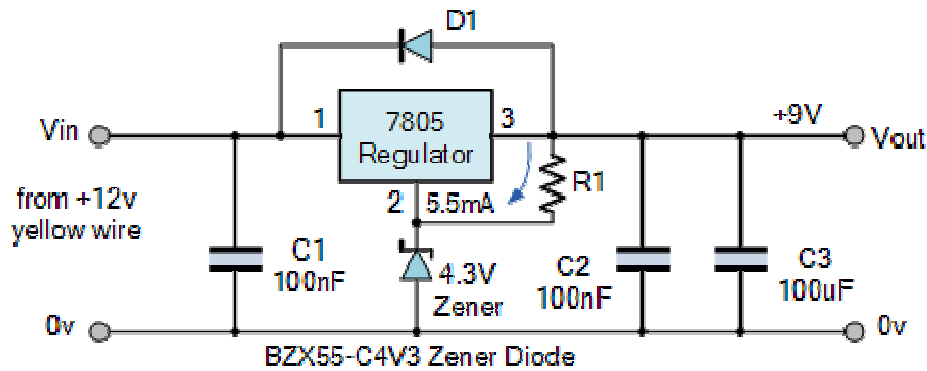 D1
Vin
1
7805
Regulator
3
+9V
Vout
from +12v
yellow wire
2
5.5mA
R1
C1
100nF
4.3V
Zener
C2
100nF
C3
100uF
0v
0v
BZX55-C4V3 Zener Diode